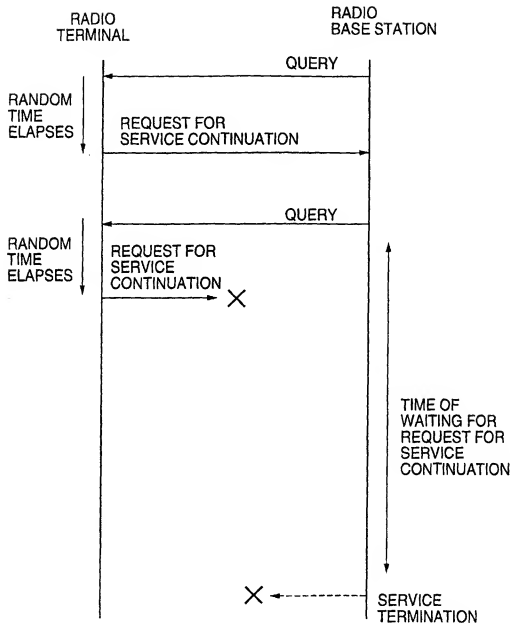 RADIO
TERMINAL
RADIO
BASE STATION
QUERY
RANDOM
TIME
ELAPSES
REQUEST FOR
SERVICE CONTINUATION
QUERY
RANDOM
TIME
ELAPSES
REQUEST FOR
SERVICE
CONTINUATION
TIME OF
WAITING FOR
REQUEST FOR
SERVICE
CONTINUATION
SERVICE
TERMINATION